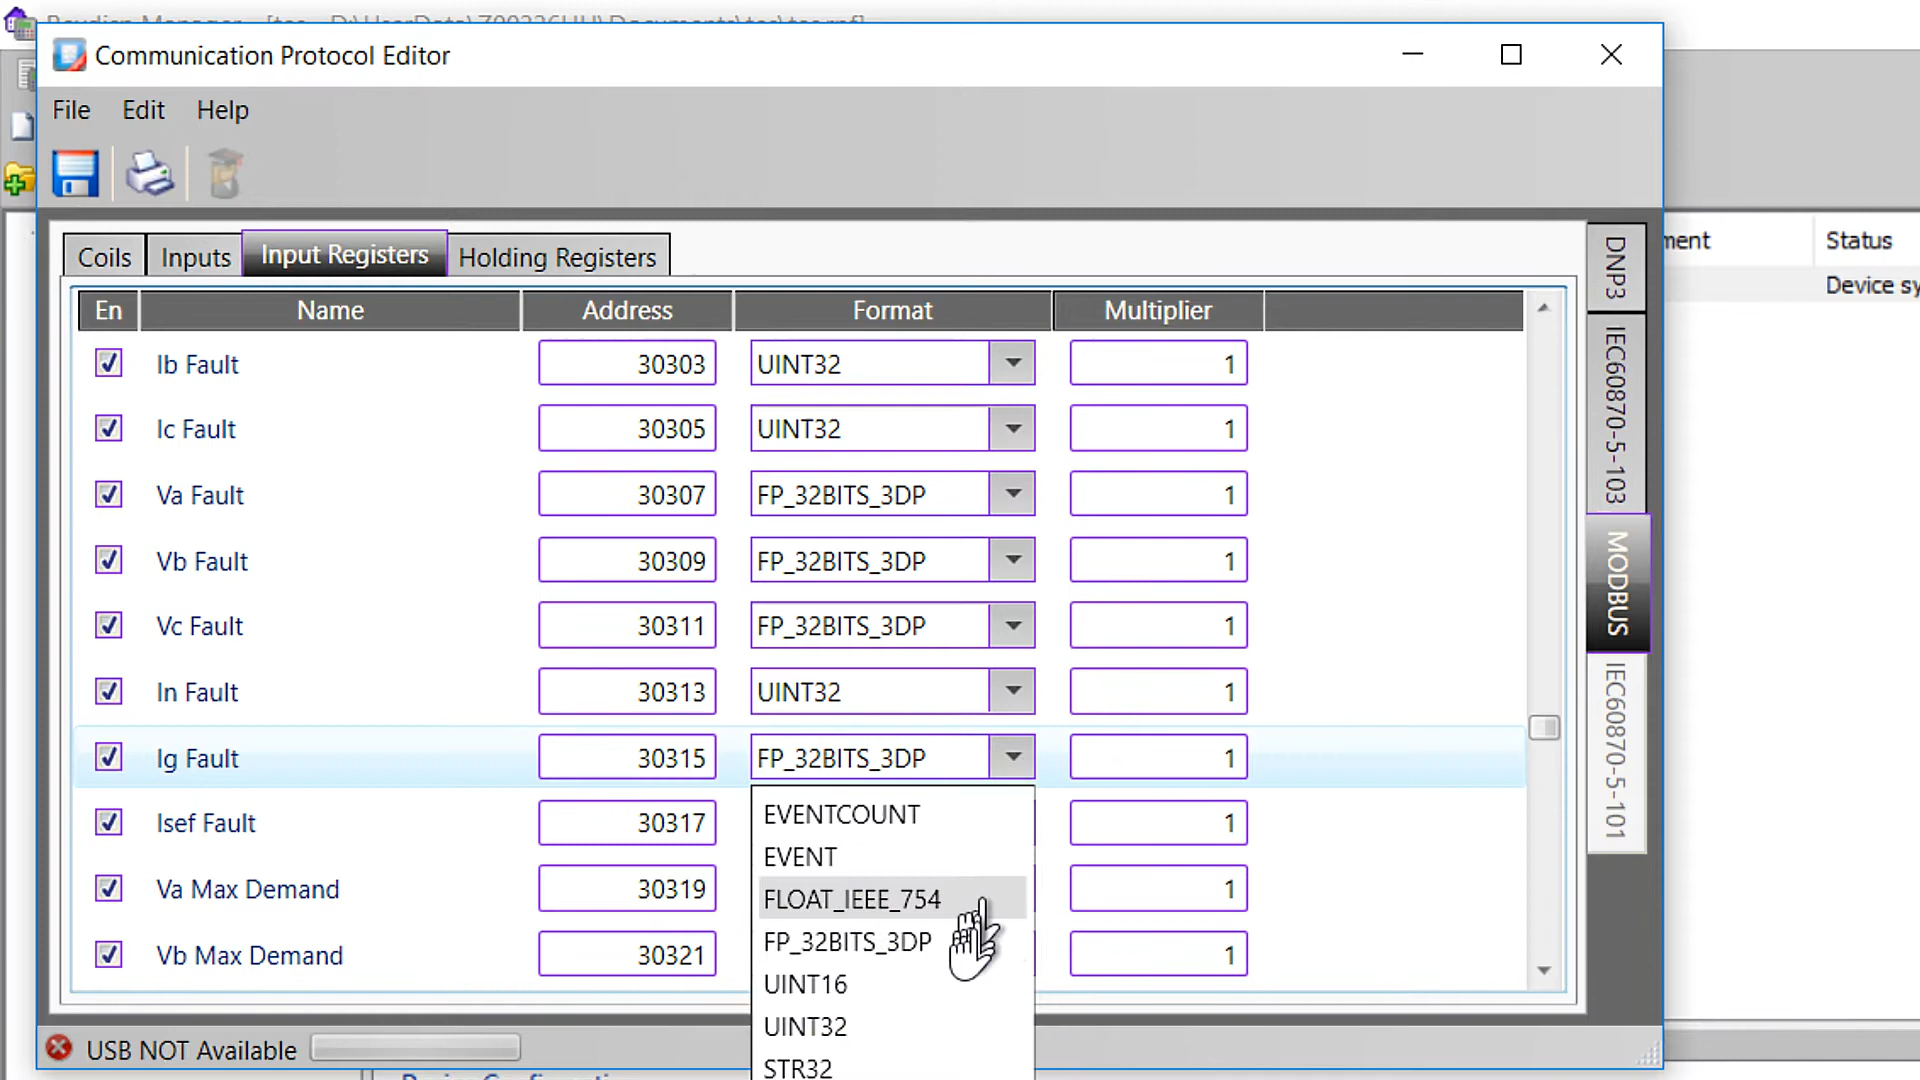 Communication Protocol Editor
File Edit Help
Coils Inputs Input Registers Holding Registers
En Name Address Format Multiplier
Ib Fault 30303 UINT32 1
Ic Fault 30305 UINT32 1
Va Fault 30307 FP_32BITS_3DP 1
Vb Fault 30309 FP_32BITS_3DP 1
Vc Fault 30311 FP_32BITS_3DP 1
In Fault 30313 UINT32 1
Ig Fault 30315 FP_32BITS_3DP 1
Isef Fault 30317 1
Va Max Demand 30319 1
Vb Max Demand 30321 1
EVENTCOUNT
EVENT
FLOAT_IEEE_754
FP_32BITS_3DP
UINT16
UINT32
STR32
DNP3
IEC60870-5-103
MODBUS
IEC60870-5-101
ment Status
Device sy
USB NOT Available